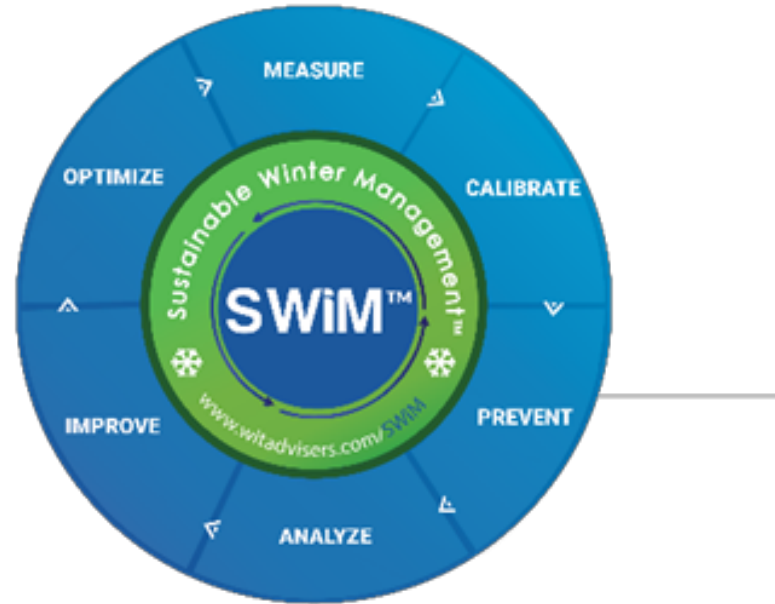 MEASURE
CALIBRATE
PREVENT
ANALYZE
IMPROVE
OPTIMIZE
Sustainable Winter Management™
SWiM™
www.witadvisers.com/SWiM